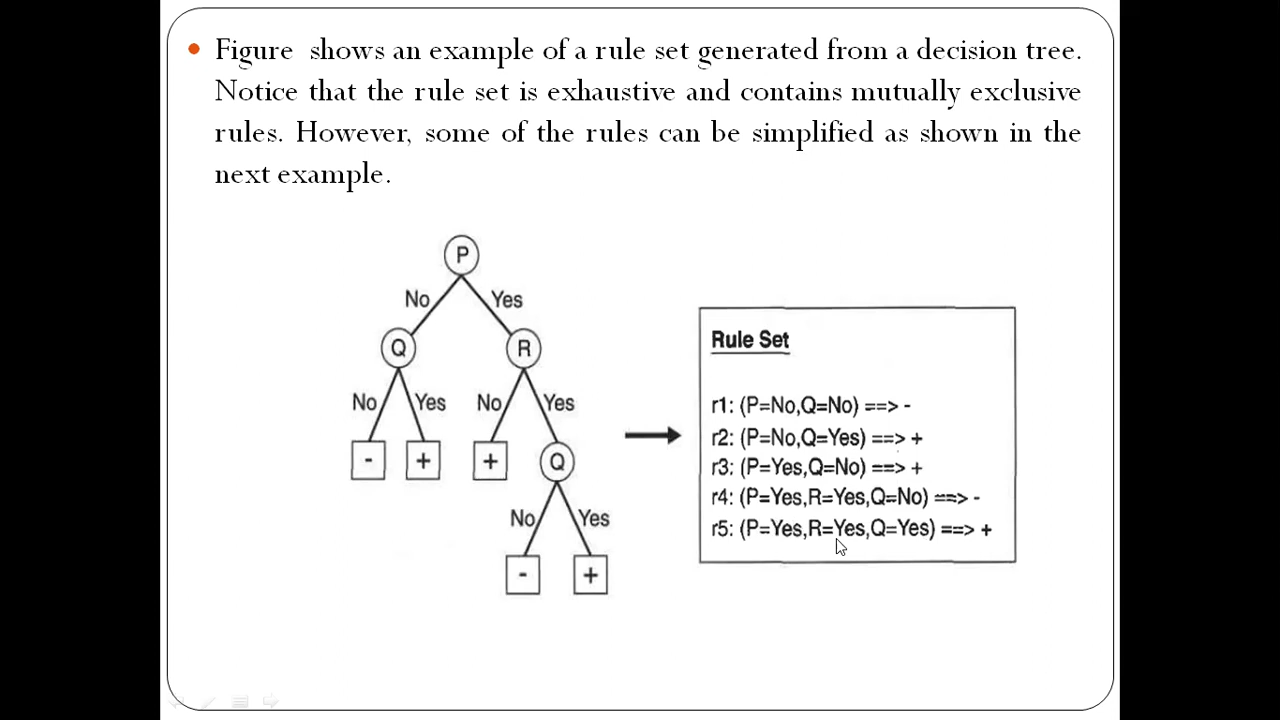 Figure shows an example of a rule set generated from a decision tree.
Notice that the rule set is exhaustive and contains mutually exclusive
rules. However, some of the rules can be simplified as shown in the
next example.
P
No Yes
Q R
No Yes No Yes
- + + Q
No Yes
- +
Rule Set
r1: (P=No,Q=No) ==> -
r2: (P=No,Q=Yes) ==> +
r3: (P=Yes,Q=No) ==> +
r4: (P=Yes,R=Yes,Q=No) ==> -
r5: (P=Yes,R=Yes,Q=Yes) ==> +